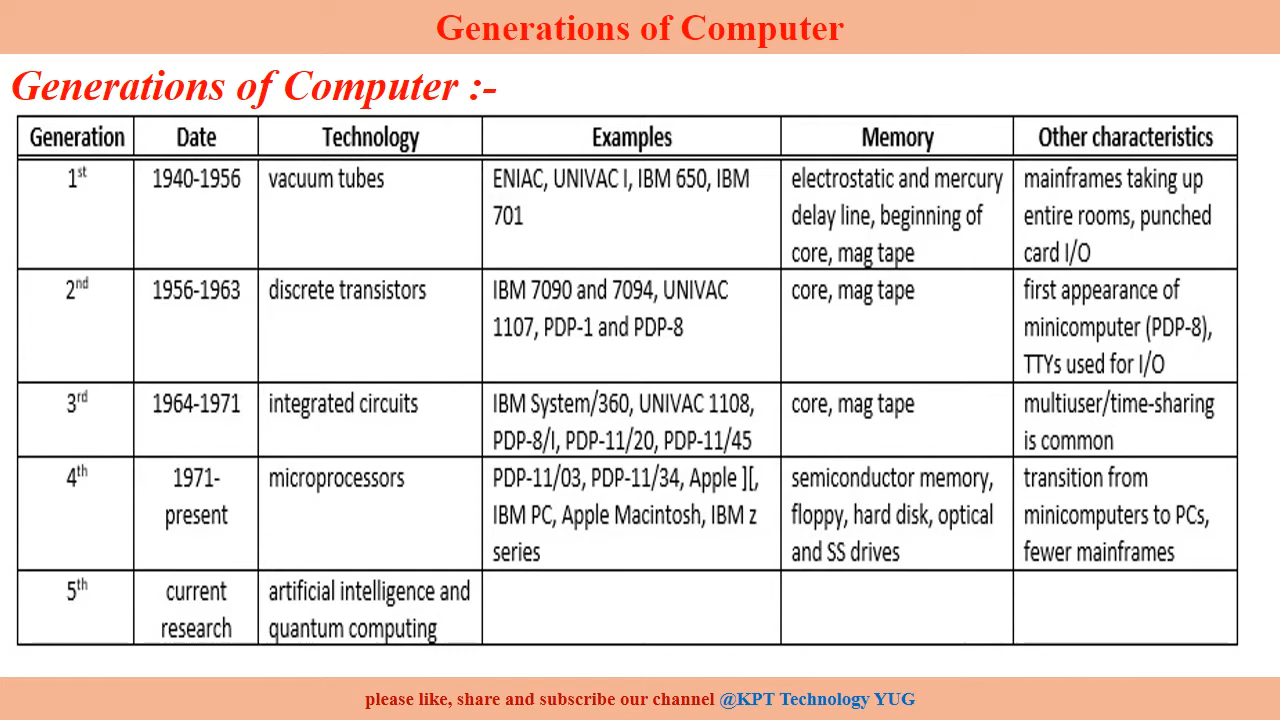 Generations of Computer
Generations of Computer :-
Generation Date Technology Examples Memory Other characteristics
1st 1940-1956 vacuum tubes ENIAC, UNIVAC I, IBM 650, IBM electrostatic and mercury mainframes taking up
701 delay line, beginning of entire rooms, punched
core, mag tape card I/O
2nd 1956-1963 discrete transistors IBM 7090 and 7094, UNIVAC core, mag tape first appearance of
1107, PDP-1 and PDP-8 minicomputer (PDP-8),
TTYs used for I/O
3rd 1964-1971 integrated circuits IBM System/360, UNIVAC 1108, core, mag tape multiuser/time-sharing
PDP-8/I, PDP-11/20, PDP-11/45 is common
4th 1971- microprocessors PDP-11/03, PDP-11/34, Apple ][, semiconductor memory, transition from
present IBM PC, Apple Macintosh, IBM z floppy, hard disk, optical minicomputers to PCs,
series and SS drives fewer mainframes
5th current artificial intelligence and
research quantum computing
please like, share and subscribe our channel @KPT Technology YUG